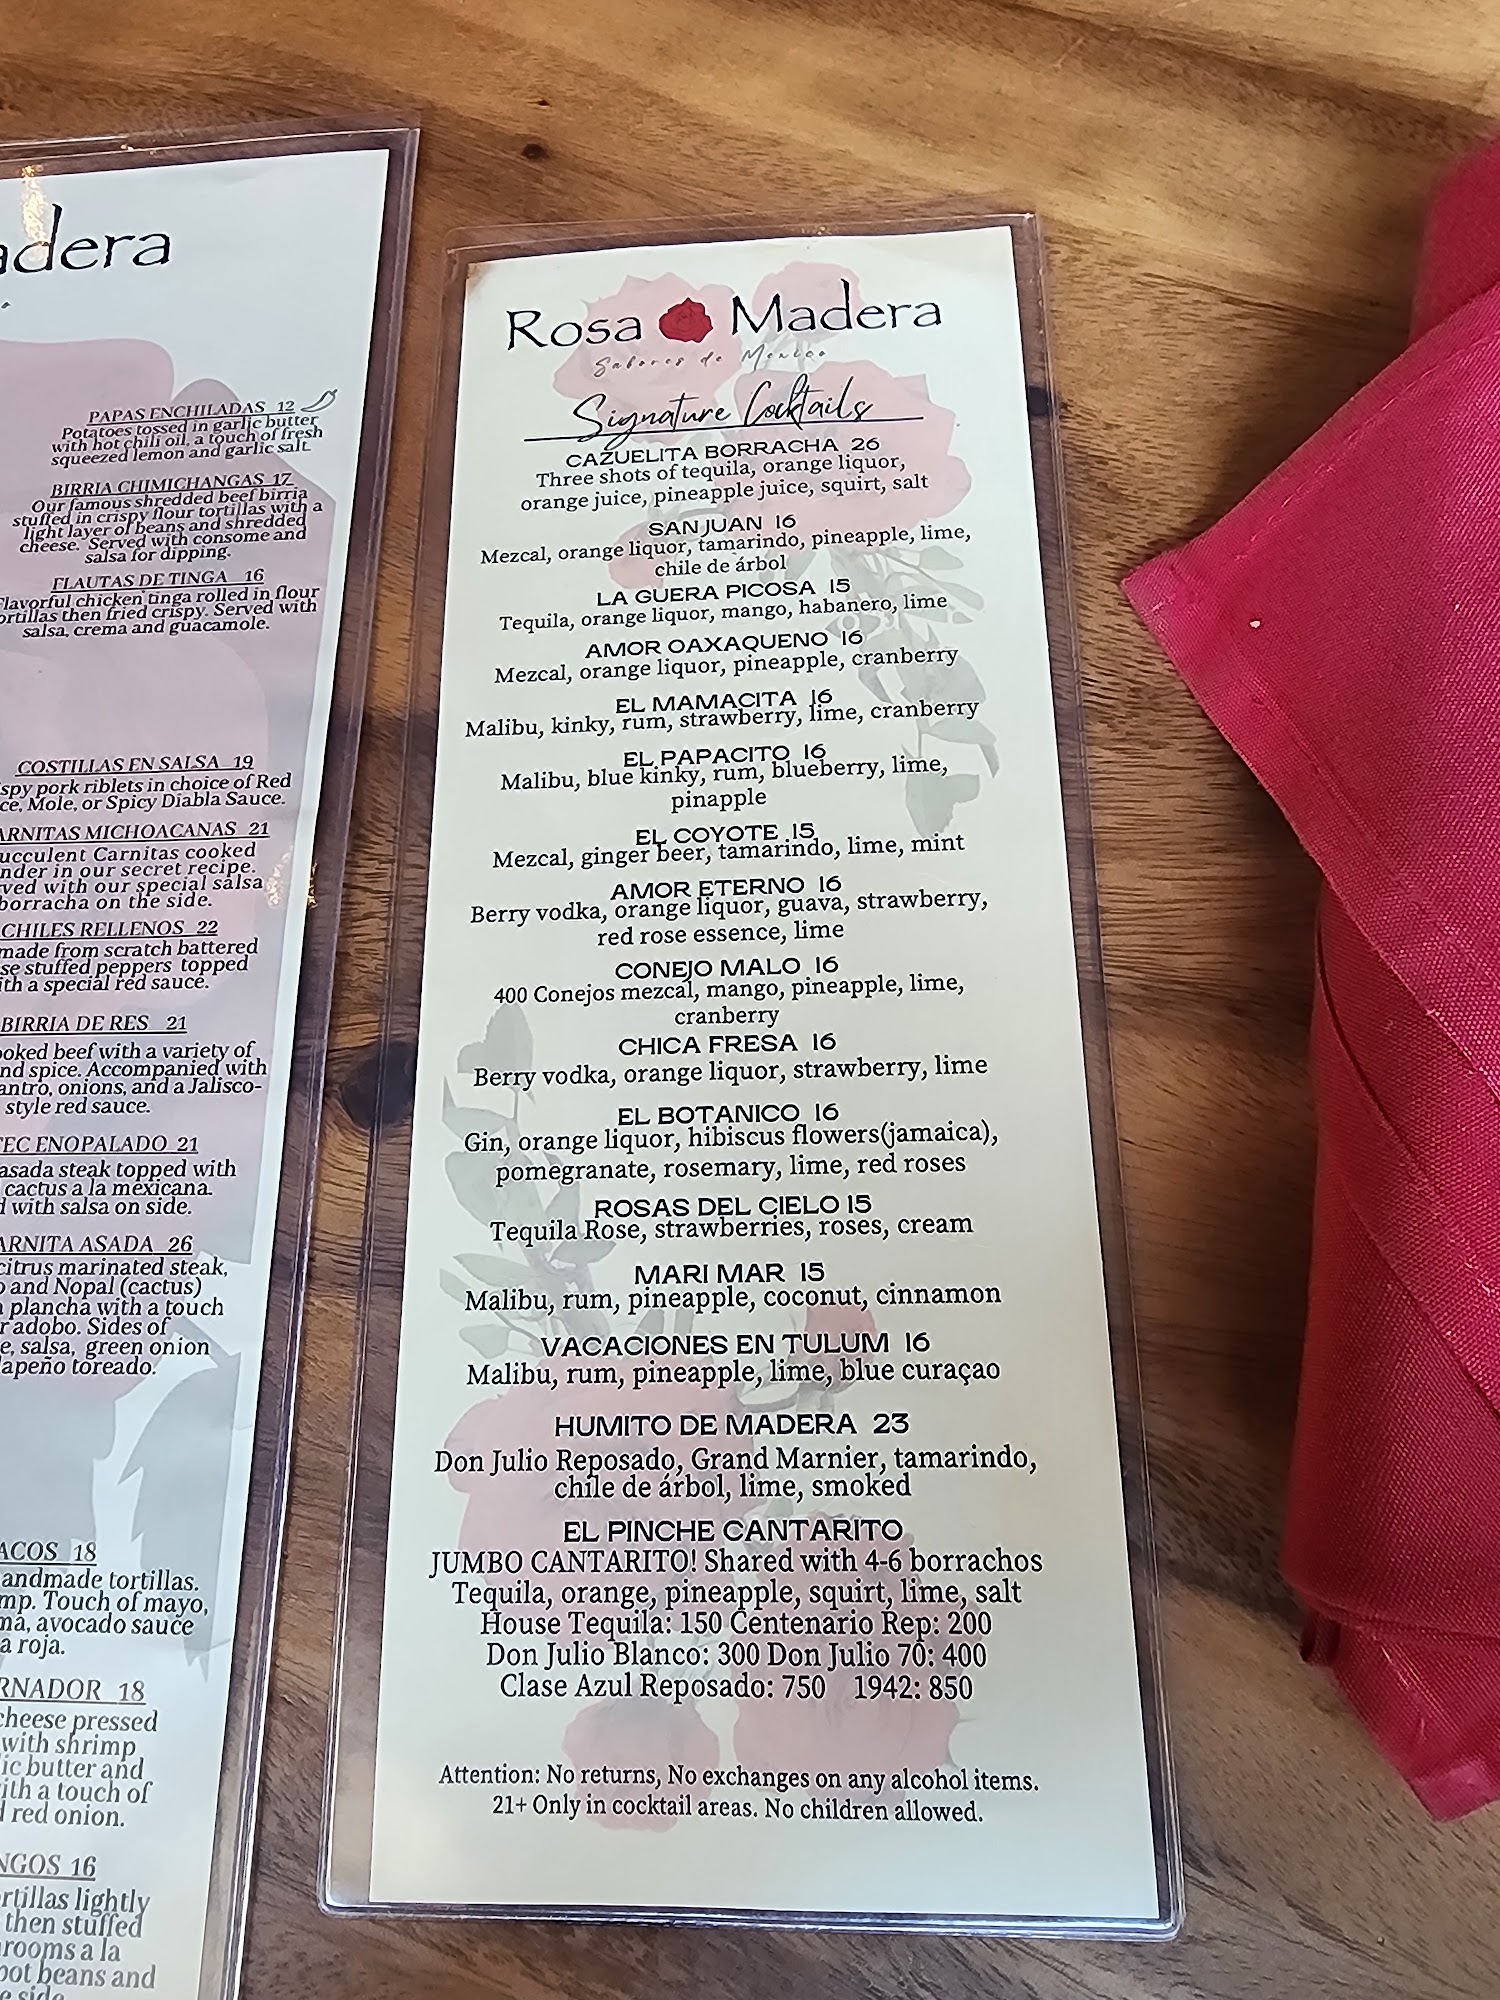 adera
PAPAS ENCHILADAS 12
Potatoes tossed in garlic butter
with hot chili oil, a touch of fresh
squeezed lemon and garlic salt.
BIRRIA CHIMICHANGAS 17
Our famous shredded beef birria
stuffed in crispy flour tortillas with a
light layer of beans and shredded
cheese. Served with consome and
salsa for dipping.
FLAUTAS DE TINGA 16
lavorful chicken tinga rolled in flour
ortillas then fried crispy. Served with
salsa, crema and guacamole.
COSTILLAS EN SALSA 19
spy pork riblets in choice of Red
ce, Mole, or Spicy Diabla Sauce.
ARNITAS MICHOACANAS 21
ucculent Carnitas cooked
nder in our secret recipe.
ved with our special salsa
borracha on the side.
CHILES RELLENOS 22
made from scratch battered
se stuffed peppers topped
ith a special red sauce.
BIRRIA DE RES 21
ooked beef with a variety of
nd spice. Accompanied with
antro, onions, and a Jalisco-
style red sauce.
TEC ENOPALADO 21
asada steak topped with
cactus a la mexicana.
d with salsa on side.
ARNITA ASADA 26
citrus marinated steak,
o and Nopal (cactus)
a plancha with a touch
r adobo. Sides of
e, salsa, green onion
lapeño toreado.
ACOS 18
andmade tortillas.
mp. Touch of mayo,
ma, avocado sauce
a roja.
RNADOR 18
cheese pressed
with shrimp
ic butter and
with a touch of
d red onion.
NGOS 16
rtillas lightly
then stuffed
rooms a la
pot beans and
e side
Rosa Madera
Sabores de Mexico
Signature Cocktails
CAZUELITA BORRACHA 26
Three shots of tequila, orange liquor,
orange juice, pineapple juice, squirt, salt
SAN JUAN 16
Mezcal, orange liquor, tamarindo, pineapple, lime,
chile de árbol
LA GUERA PICOSA 15
Tequila, orange liquor, mango, habanero, lime
AMOR OAXAQUENO 16
Mezcal, orange liquor, pineapple, cranberry
EL MAMACITA 16
Malibu, kinky, rum, strawberry, lime, cranberry
EL PAPACITO 16
Malibu, blue kinky, rum, blueberry, lime,
pinapple
EL COYOTE 15
Mezcal, ginger beer, tamarindo, lime, mint
AMOR ETERNO 16
Berry vodka, orange liquor, guava, strawberry,
red rose essence, lime
CONEJO MALO 16
400 Conejos mezcal, mango, pineapple, lime,
cranberry
CHICA FRESA 16
Berry vodka, orange liquor, strawberry, lime
EL BOTANICO 16
Gin, orange liquor, hibiscus flowers(jamaica),
pomegranate, rosemary, lime, red roses
ROSAS DEL CIELO 15
Tequila Rose, strawberries, roses, cream
MARI MAR 15
Malibu, rum, pineapple, coconut, cinnamon
VACACIONES EN TULUM 16
Malibu, rum, pineapple, lime, blue curaçao
HUMITO DE MADERA 23
Don Julio Reposado, Grand Marnier, tamarindo,
chile de árbol, lime, smoked
EL PINCHE CANTARITO
JUMBO CANTARITO! Shared with 4-6 borrachos
Tequila, orange, pineapple, squirt, lime, salt
House Tequila: 150 Centenario Rep: 200
Don Julio Blanco: 300 Don Julio 70: 400
Clase Azul Reposado: 750 1942: 850
Attention: No returns, No exchanges on any alcohol items.
21+ Only in cocktail areas. No children allowed.